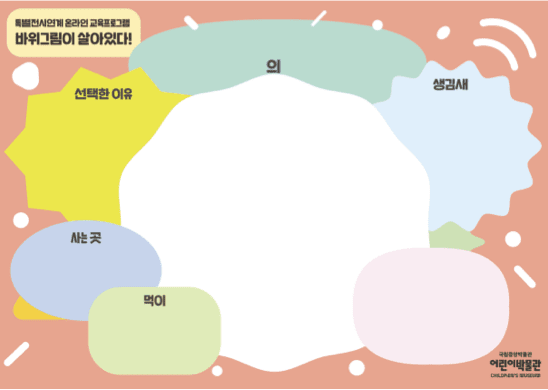 특별전시연계 온라인 교육프로그램
바위그림이 살아있다!
의
선택한 이유
생김새
사는 곳
먹이
국립중앙박물관
어린이박물관
CHILDREN'S MUSEUM